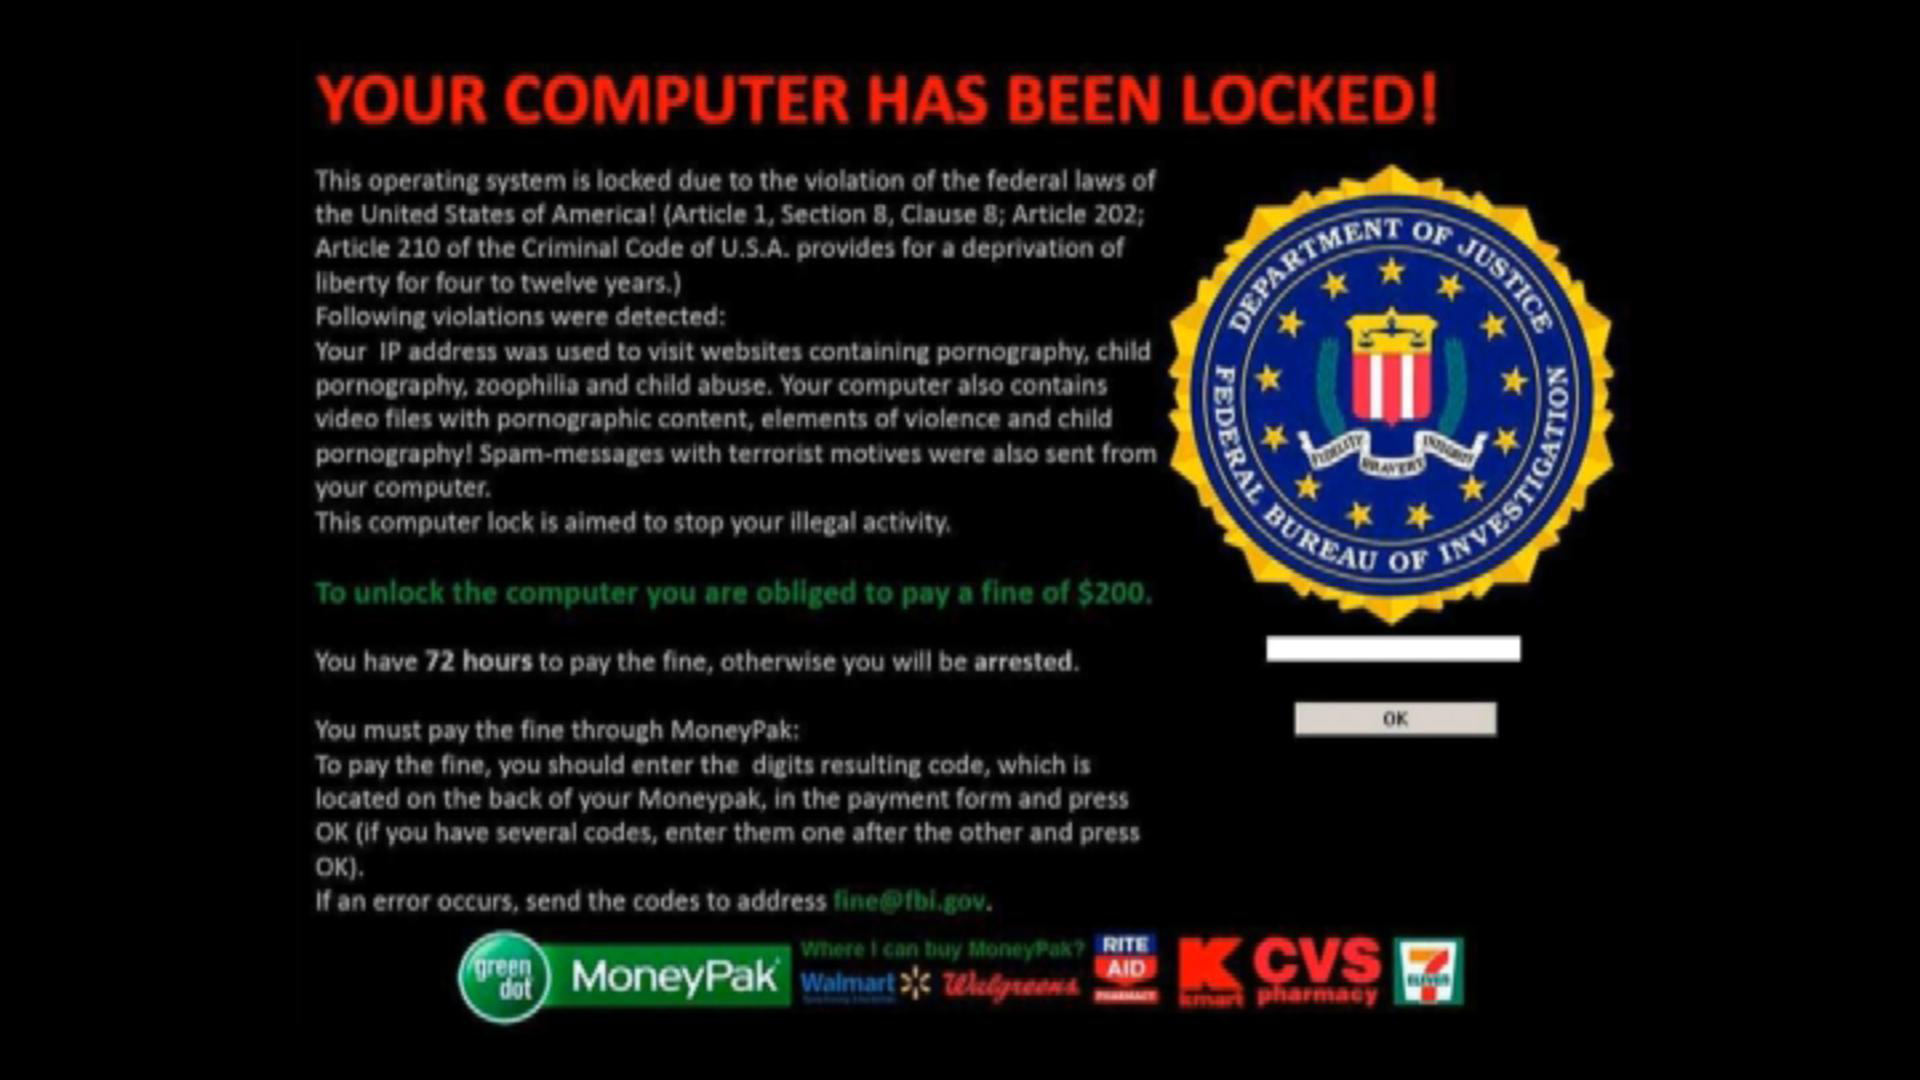 YOUR COMPUTER HAS BEEN LOCKED!
This operating system is locked due to the violation of the federal laws of
the United States of America! (Article 1, Section 8, Clause 8; Article 202;
Article 210 of the Criminal Code of U.S.A. provides for a deprivation of
liberty for four to twelve years.)
Following violations were detected:
Your IP address was used to visit websites containing pornography, child
pornography, zoophilia and child abuse. Your computer also contains
video files with pornographic content, elements of violence and child
pornography! Spam-messages with terrorist motives were also sent from
your computer.
This computer lock is aimed to stop your illegal activity.
To unlock the computer you are obliged to pay a fine of $200.
You have 72 hours to pay the fine, otherwise you will be arrested.
You must pay the fine through MoneyPak:
To pay the fine, you should enter the digits resulting code, which is
located on the back of your Moneypak, in the payment form and press
OK (if you have several codes, enter them one after the other and press
OK).
If an error occurs, send the codes to address fine@fbi.gov.
DEPARTMENT OF JUSTICE
FIDELITY BRAVERY INTEGRITY
FEDERAL BUREAU OF INVESTIGATION
OK
green dot MoneyPak
Where I can buy MoneyPak?
Walmart Walgreens
RITE AID PHARMACY
K kmart
CVS pharmacy
7 ELEVEN